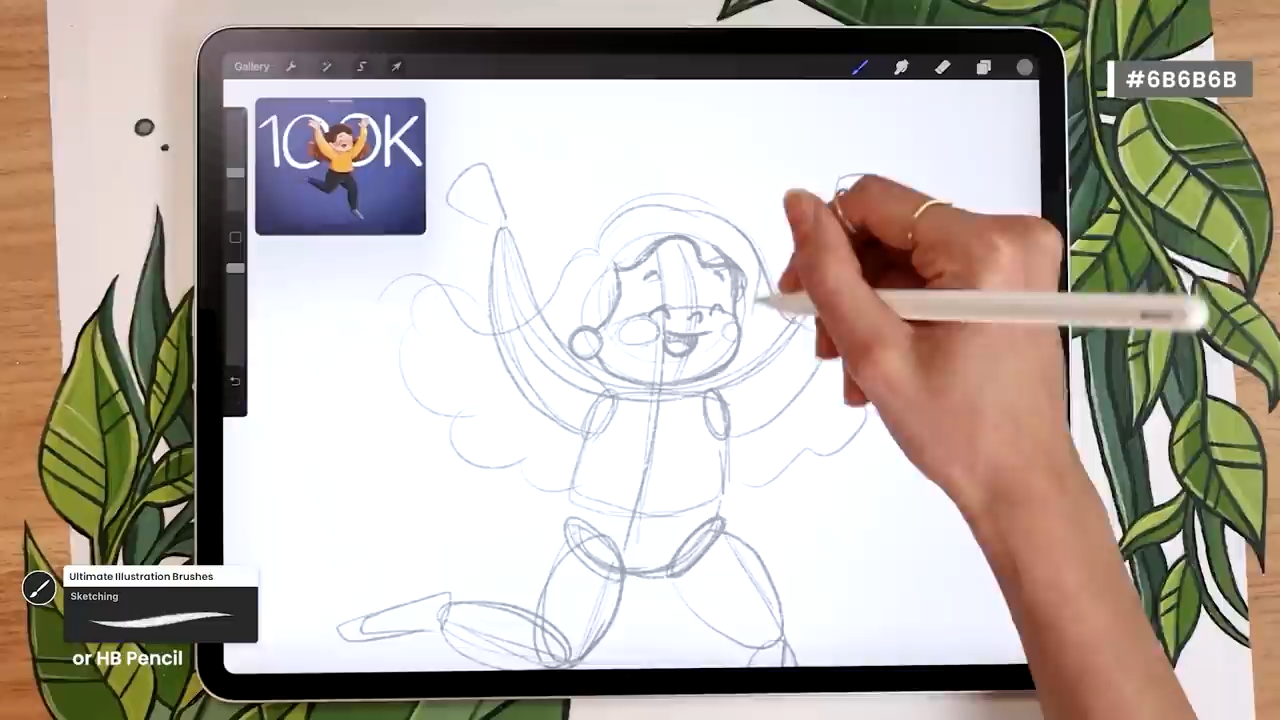 Gallery
#6B6B6B
100K
Ultimate Illustration Brushes
Sketching
or HB Pencil